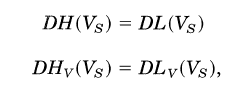 DH(V_S) = DL(V_S)
DH_V(V_S) = DL_V(V_S),